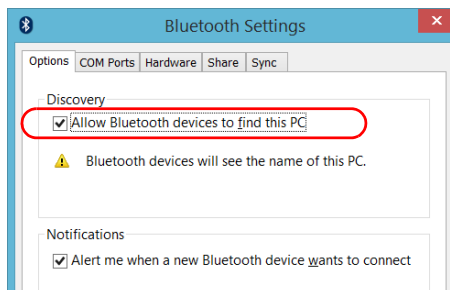 Bluetooth Settings
Options COM Ports Hardware Share Sync
Discovery
Allow Bluetooth devices to find this PC
Bluetooth devices will see the name of this PC.
Notifications
Alert me when a new Bluetooth device wants to connect